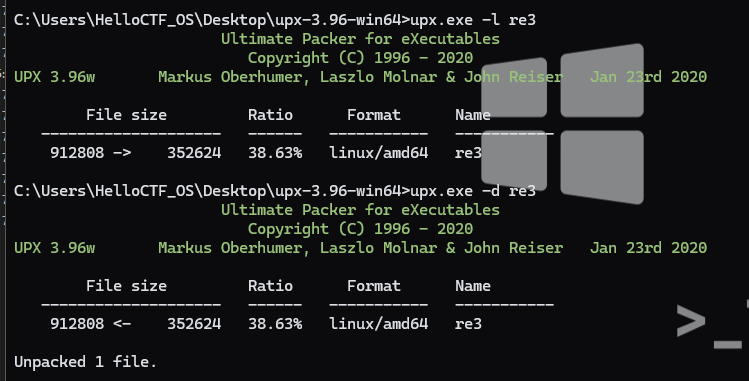 C:\Users\HelloCTF_OS\Desktop\upx-3.96-win64>upx.exe -l re3
Ultimate Packer for eXecutables
Copyright (C) 1996 - 2020
UPX 3.96w       Markus Oberhumer, Laszlo Molnar & John Reiser   Jan 23rd 2020
File size         Ratio      Format      Name
--------------------   ------   -----------   -----------
912808 ->    352624   38.63%   linux/amd64   re3
C:\Users\HelloCTF_OS\Desktop\upx-3.96-win64>upx.exe -d re3
Ultimate Packer for eXecutables
Copyright (C) 1996 - 2020
UPX 3.96w       Markus Oberhumer, Laszlo Molnar & John Reiser   Jan 23rd 2020
File size         Ratio      Format      Name
--------------------   ------   -----------   -----------
912808 <-    352624   38.63%   linux/amd64   re3
Unpacked 1 file.